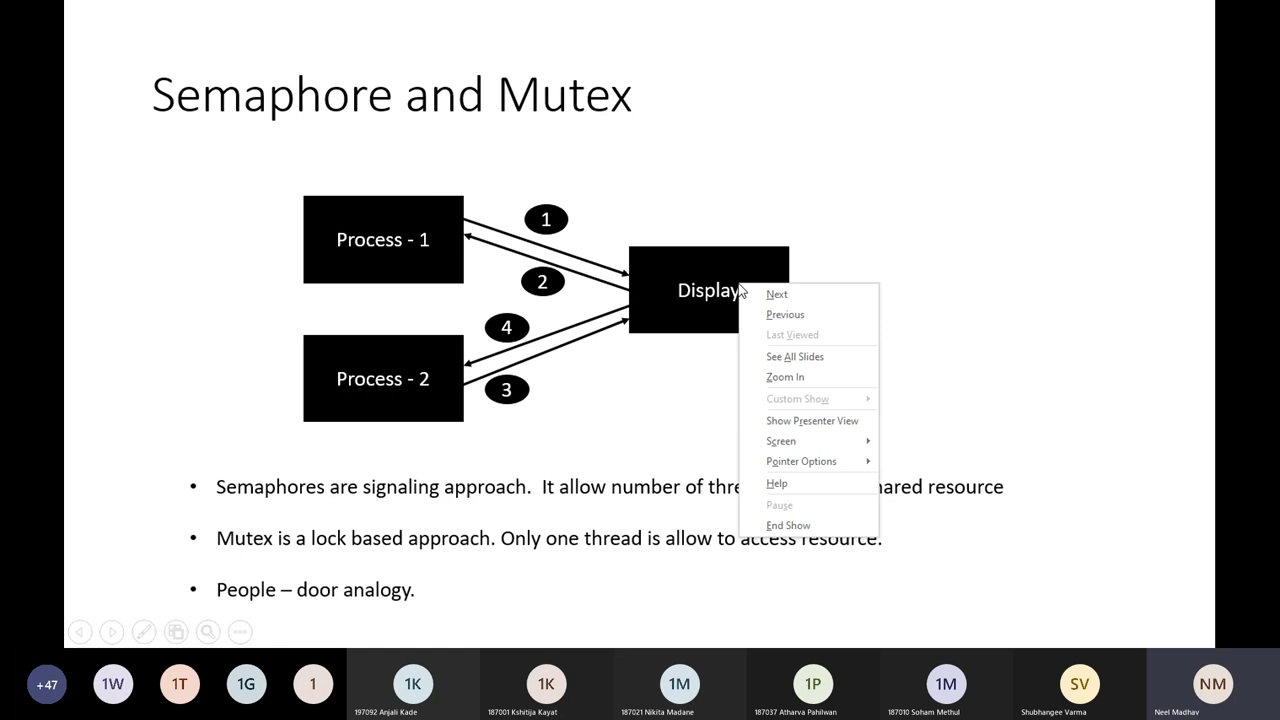 Semaphore and Mutex
Process - 1
1
2
Display
4
Process - 2
3
Next
Previous
Last Viewed
See All Slides
Zoom In
Custom Show
Show Presenter View
Screen
Pointer Options
Help
Pause
End Show
• Semaphores are signaling approach. It allow number of thre hared resource
• Mutex is a lock based approach. Only one thread is allow to access resource.
• People – door analogy.
+47
1W
1T
1G
1
1K
1K
1M
1P
1M
SV
NM
197092 Anjali Kade
187001 Kshitija Kayat
187021 Nikita Madane
187037 Atharva Pahilwan
187010 Soham Methul
Shubhangee Varma
Neel Madhav